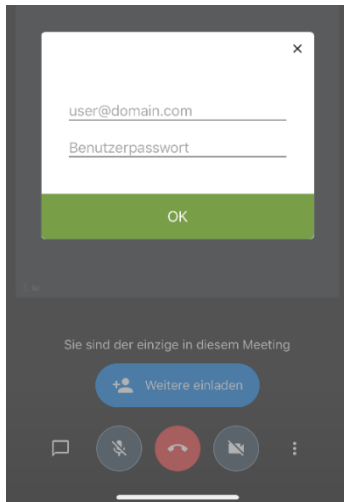 user@domain.com
Benutzerpasswort
OK
Sie sind der einzige in diesem Meeting
Weitere einladen